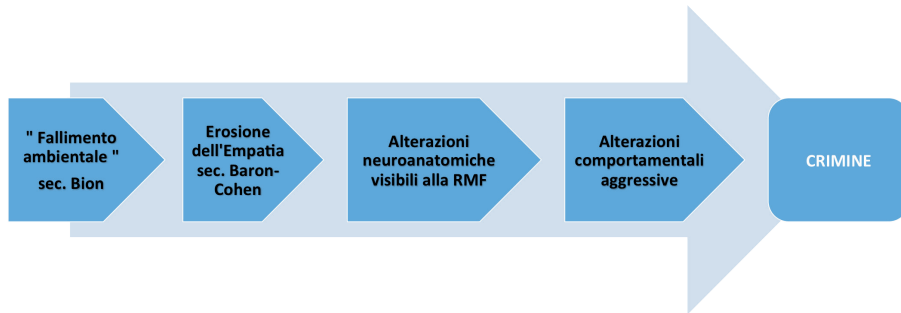 " Fallimento
ambientale "
sec. Bion
Erosione
dell'Empatia
sec. Baron-
Cohen
Alterazioni
neuroanatomiche
visibili alla RMF
Alterazioni
comportamentali
aggressive
CRIMINE